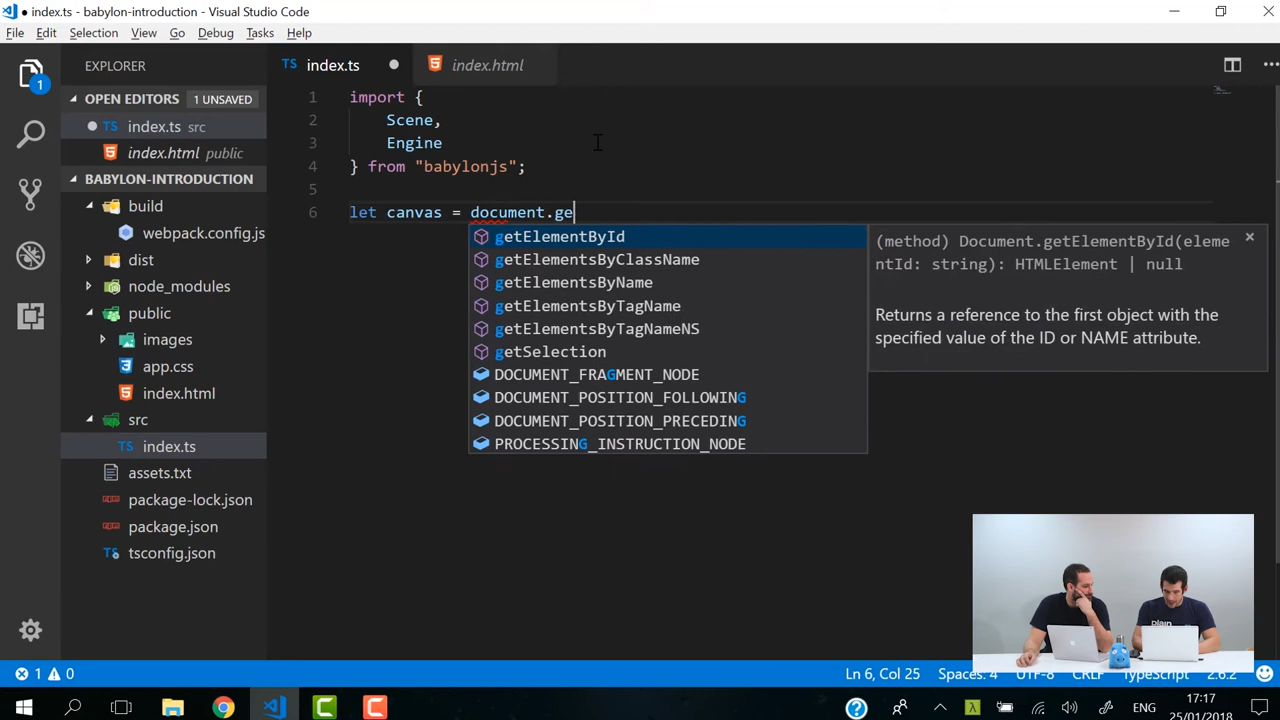 index.ts - babylon-introduction - Visual Studio Code
File Edit Selection View Go Debug Tasks Help
EXPLORER
1
OPEN EDITORS 1 UNSAVED
index.ts src
index.html public
BABYLON-INTRODUCTION
build
webpack.config.js
dist
node_modules
public
images
app.css
index.html
src
index.ts
assets.txt
package-lock.json
package.json
tsconfig.json
TS index.ts
index.html
1 import {
2 Scene,
3 Engine
4 } from "babylonjs";
5
6 let canvas = document.ge
getElementById
getElementsByClassName
getElementsByName
getElementsByTagName
getElementsByTagNameNS
getSelection
DOCUMENT_FRAGMENT_NODE
DOCUMENT_POSITION_FOLLOWING
DOCUMENT_POSITION_PRECEDING
PROCESSING_INSTRUCTION_NODE
(method) Document.getElementById(eleme
ntId: string): HTMLElement | null
Returns a reference to the first object with the
specified value of the ID or NAME attribute.
Plain
1 0
Ln 6, Col 25 Spaces: 4 UTF-8 CRLF TypeScript 2.6.2
ENG
17:17
25/01/2018